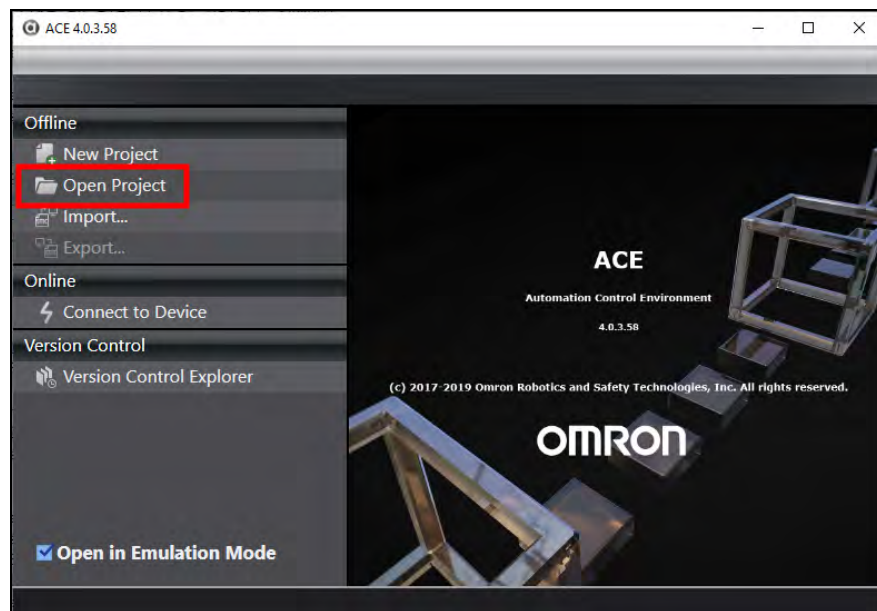 ACE 4.0.3.58
Offline
New Project
Open Project
Import...
Export...
Online
Connect to Device
Version Control
Version Control Explorer
Open in Emulation Mode
ACE
Automation Control Environment
4.0.3.58
(c) 2017-2019 Omron Robotics and Safety Technologies, Inc. All rights reserved.
OMRON